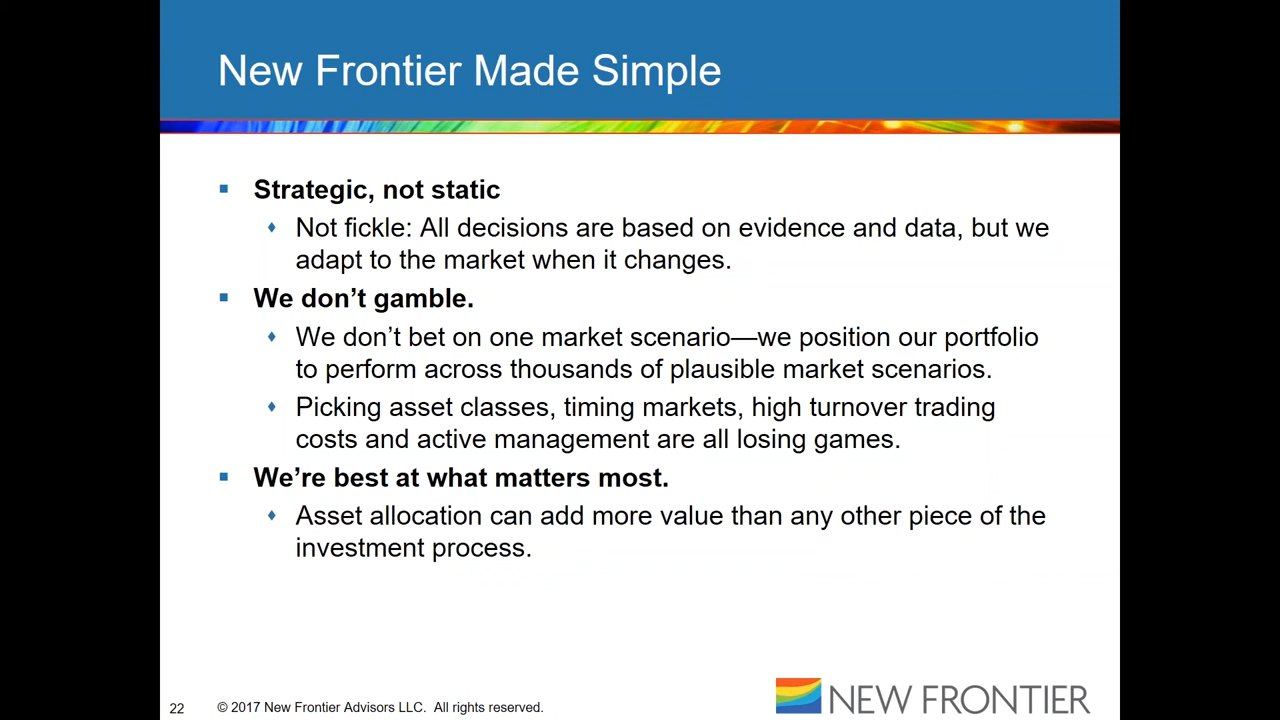 New Frontier Made Simple
Strategic, not static
Not fickle: All decisions are based on evidence and data, but we
adapt to the market when it changes.
We don’t gamble.
We don’t bet on one market scenario—we position our portfolio
to perform across thousands of plausible market scenarios.
Picking asset classes, timing markets, high turnover trading
costs and active management are all losing games.
We’re best at what matters most.
Asset allocation can add more value than any other piece of the
investment process.
22
© 2017 New Frontier Advisors LLC.  All rights reserved.
NEW FRONTIER